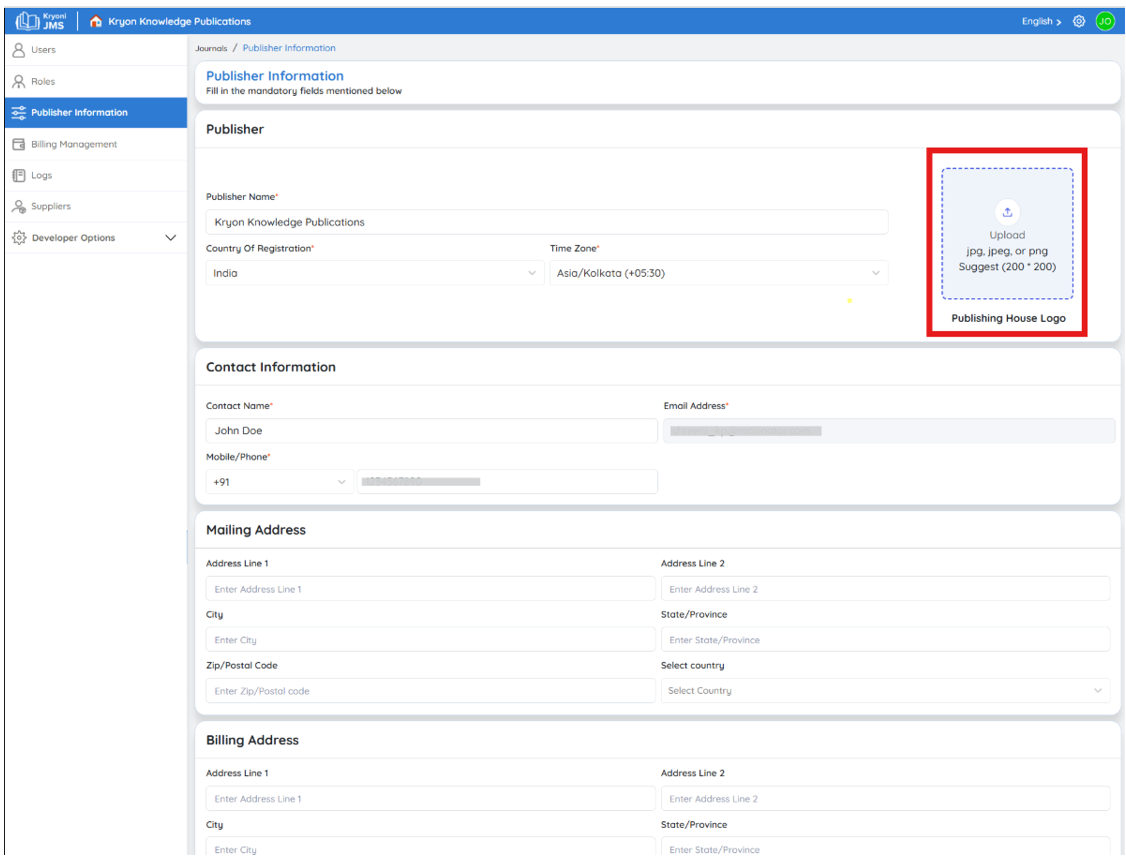 Kryoni
JMS
Kryon Knowledge Publications
English >
JO
Users
Roles
Publisher Information
Billing Management
Logs
Suppliers
Developer Options
Journals / Publisher Information
Publisher Information
Fill in the mandatory fields mentioned below
Publisher
Publisher Name*
Kryon Knowledge Publications
Country Of Registration*
Time Zone*
India
Asia/Kolkata (+05:30)
Upload
jpg, jpeg, or png
Suggest (200 * 200)
Publishing House Logo
Contact Information
Contact Name*
Email Address*
John Doe
Mobile/Phone*
+91
Mailing Address
Address Line 1
Address Line 2
Enter Address Line 1
Enter Address Line 2
City
State/Province
Enter City
Enter State/Province
Zip/Postal Code
Select country
Enter Zip/Postal code
Select Country
Billing Address
Address Line 1
Address Line 2
Enter Address Line 1
Enter Address Line 2
City
State/Province
Enter City
Enter State/Province